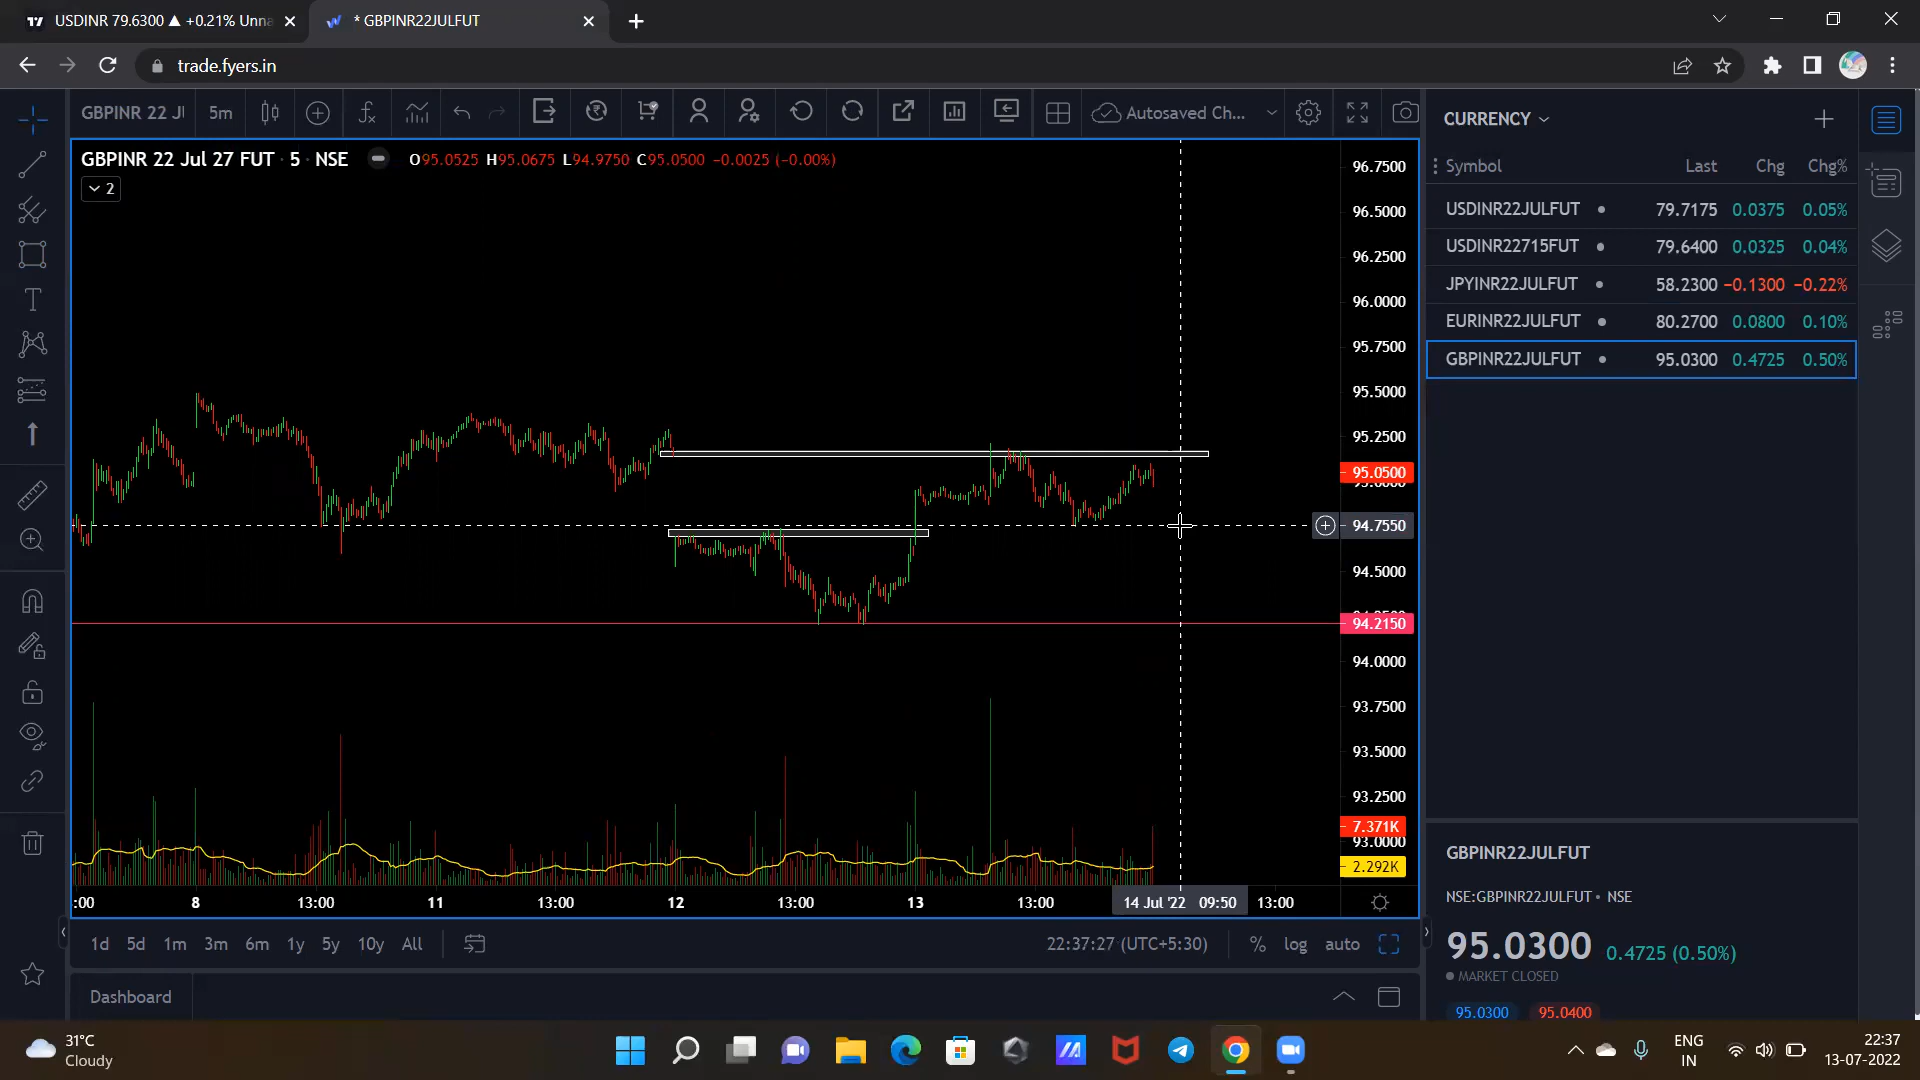 USDINR 79.6300 ▲ +0.21% Unna
* GBPINR22JULFUT
trade.fyers.in
GBPINR 22 J
5m
Autosaved Ch...
GBPINR 22 Jul 27 FUT · 5 · NSE
O95.0525 H95.0675 L94.9750 C95.0500 −0.0025 (−0.00%)
2
96.7500
96.5000
96.2500
96.0000
95.7500
95.5000
95.2500
95.0500
94.7550
94.5000
94.2150
94.0000
93.7500
93.5000
93.2500
7.371K
93.0000
2.292K
:00 8 13:00 11 13:00 12 13:00 13 13:00 14 Jul '22 09:50 13:00
1d 5d 1m 3m 6m 1y 5y 10y All
22:37:27 (UTC+5:30) % log auto
Dashboard
CURRENCY
Symbol Last Chg Chg%
USDINR22JULFUT 79.7175 0.0375 0.05%
USDINR22715FUT 79.6400 0.0325 0.04%
JPYINR22JULFUT 58.2300 −0.1300 −0.22%
EURINR22JULFUT 80.2700 0.0800 0.10%
GBPINR22JULFUT 95.0300 0.4725 0.50%
GBPINR22JULFUT
NSE:GBPINR22JULFUT • NSE
95.0300 0.4725 (0.50%)
MARKET CLOSED
95.0300 95.0400
31°C
Cloudy
ENG
IN
22:37
13-07-2022